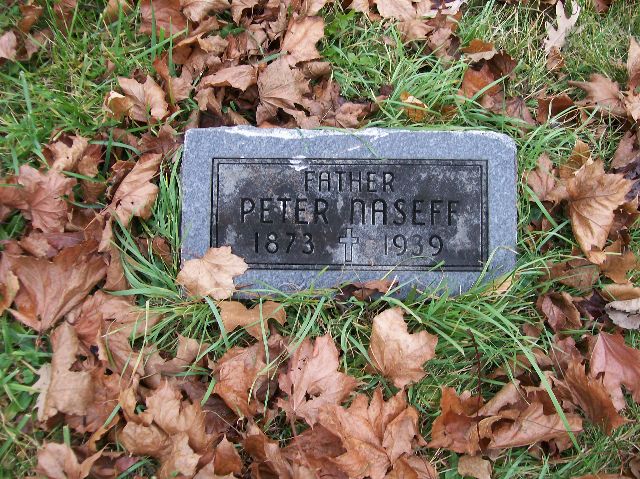 FATHER
PETER NASEFF
1873 1939